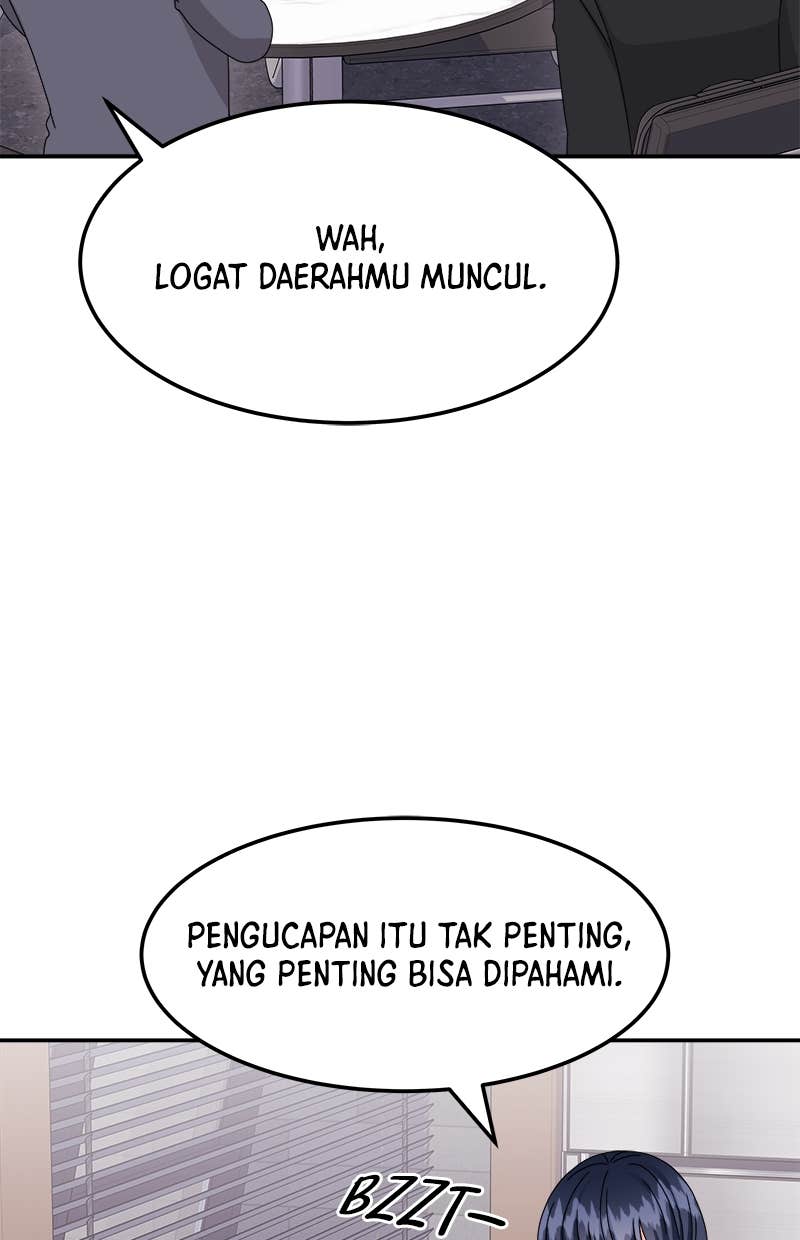 WAH,
LOGAT DAERAHMU MUNCUL.
PENGUCAPAN ITU TAK PENTING,
YANG PENTING BISA DIPAHAMI.
BZZT-